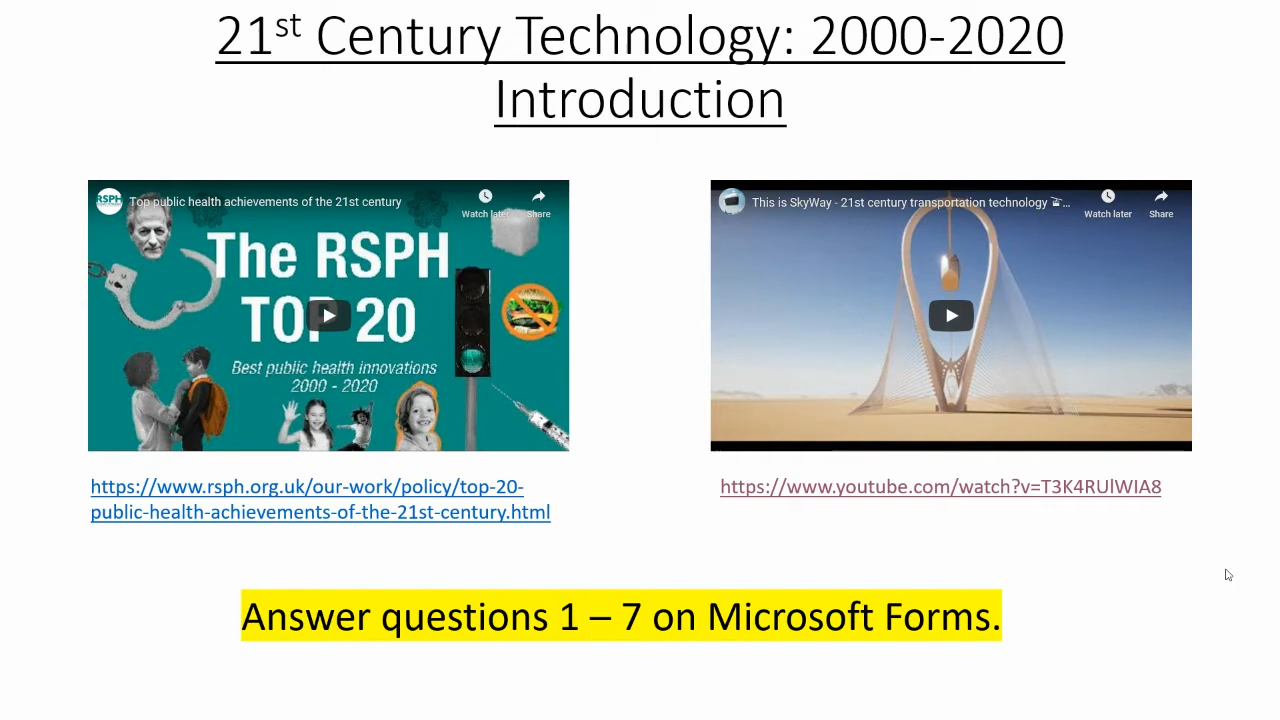 21st Century Technology: 2000-2020
Introduction
RSPH
Top public health achievements of the 21st century
Watch later
Share
The RSPH
TOP 20
Best public health innovations
2000 - 2020
This is SkyWay - 21st century transportation technology 🚡...
Watch later
Share
https://www.rsph.org.uk/our-work/policy/top-20-
public-health-achievements-of-the-21st-century.html
https://www.youtube.com/watch?v=T3K4RUlWIA8
Answer questions 1 – 7 on Microsoft Forms.